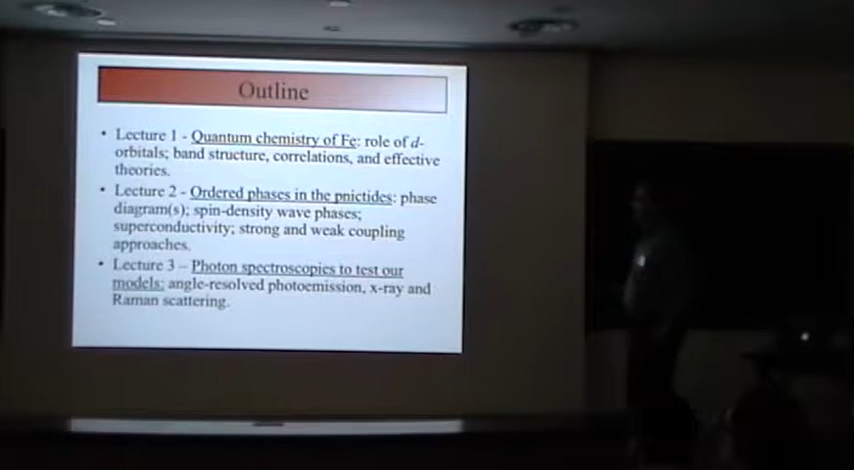 Outline
• Lecture 1 - Quantum chemistry of Fe: role of d-
orbitals; band structure, correlations, and effective
theories.
• Lecture 2 - Ordered phases in the pnictides: phase
diagram(s); spin-density wave phases;
superconductivity; strong and weak coupling
approaches.
• Lecture 3 – Photon spectroscopies to test our
models: angle-resolved photoemission, x-ray and
Raman scattering.